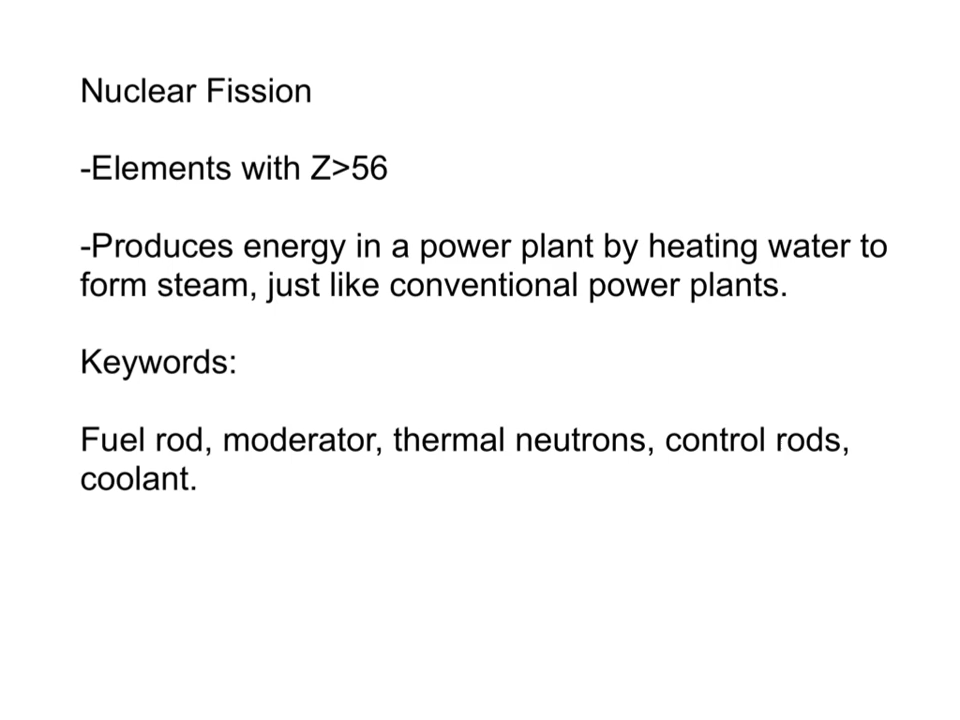 Nuclear Fission
-Elements with Z>56
-Produces energy in a power plant by heating water to
form steam, just like conventional power plants.
Keywords:
Fuel rod, moderator, thermal neutrons, control rods,
coolant.